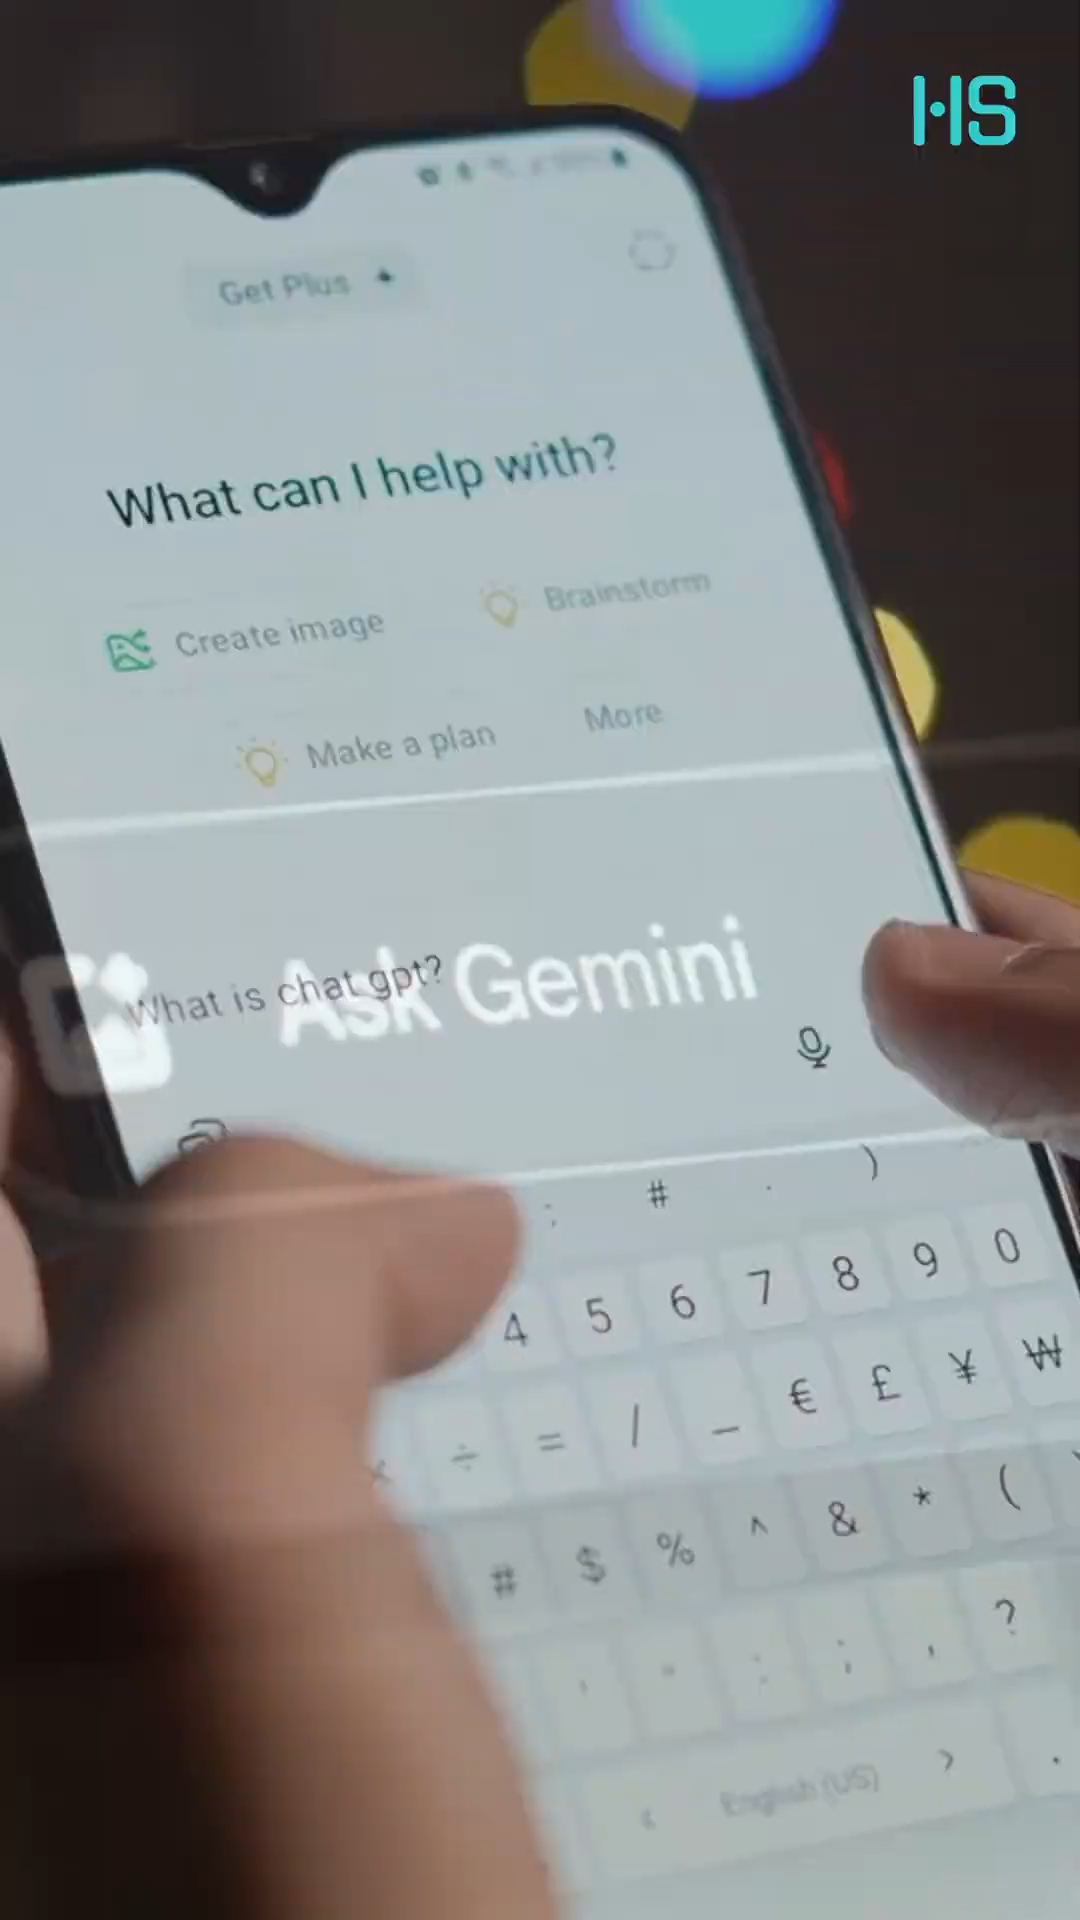 HS
Get Plus
What can I help with?
Create image
Brainstorm
Make a plan
More
Ask Gemini
What is chat gpt?
: # . )
4 5 6 7 8 9 0
× ÷ = / _ € £ ¥ ₩
# $ % ^ & * (
' " : ; , ?
< English (US) > .